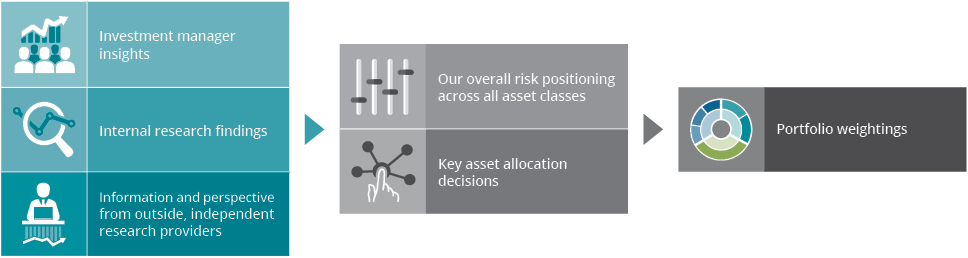 Investment manager
insights
Internal research findings
Information and perspective
from outside, independent
research providers
Our overall risk positioning
across all asset classes
Key asset allocation
decisions
Portfolio weightings